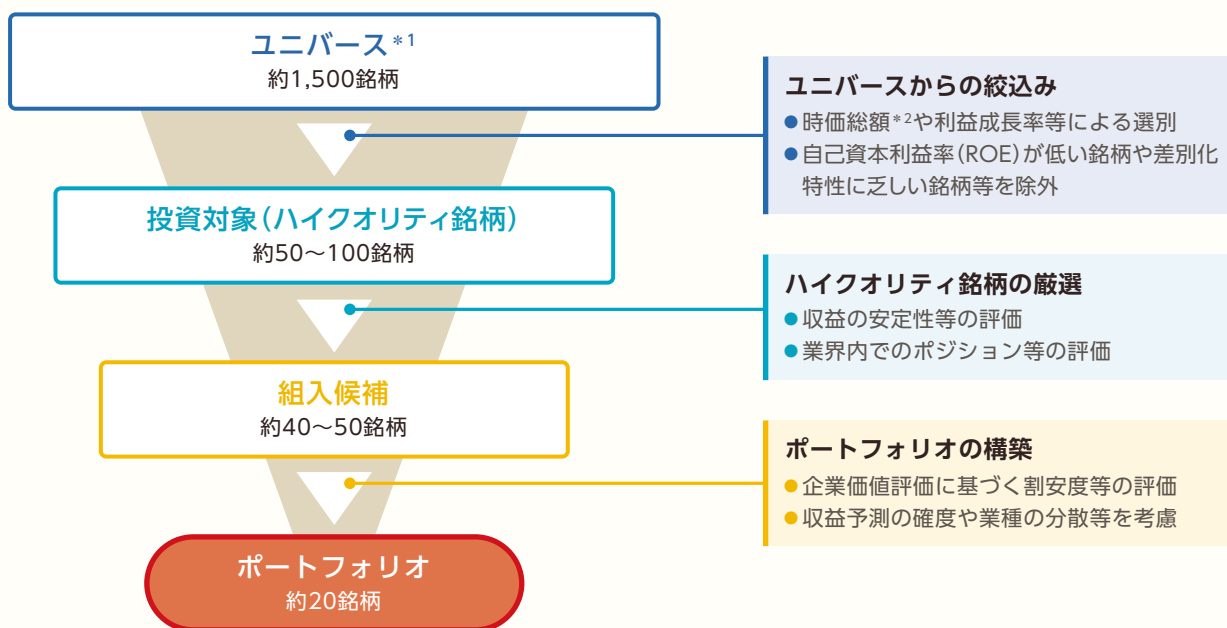 ユニバース*1
約1,500銘柄
ユニバースからの絞込み
●時価総額*2や利益成長率等による選別
●自己資本利益率(ROE)が低い銘柄や差別化
特性に乏しい銘柄等を除外
投資対象(ハイクオリティ銘柄)
約50〜100銘柄
ハイクオリティ銘柄の厳選
●収益の安定性等の評価
●業界内でのポジション等の評価
組入候補
約40〜50銘柄
ポートフォリオの構築
●企業価値評価に基づく割安度等の評価
●収益予測の確度や業種の分散等を考慮
ポートフォリオ
約20銘柄